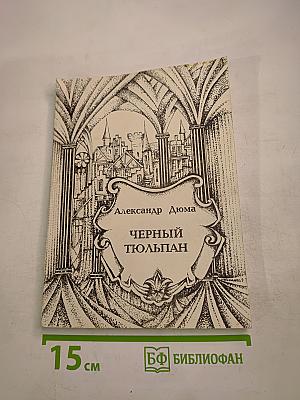 Александр Дюма
ЧЕРНЫЙ
ТЮЛЬПАН
15 см
БФ БИБЛИОФАН